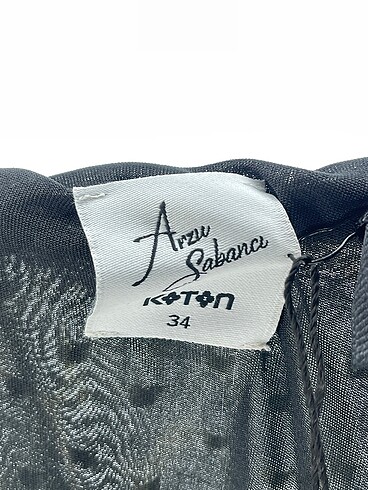 Arzu
Sabancı
KOTON
34